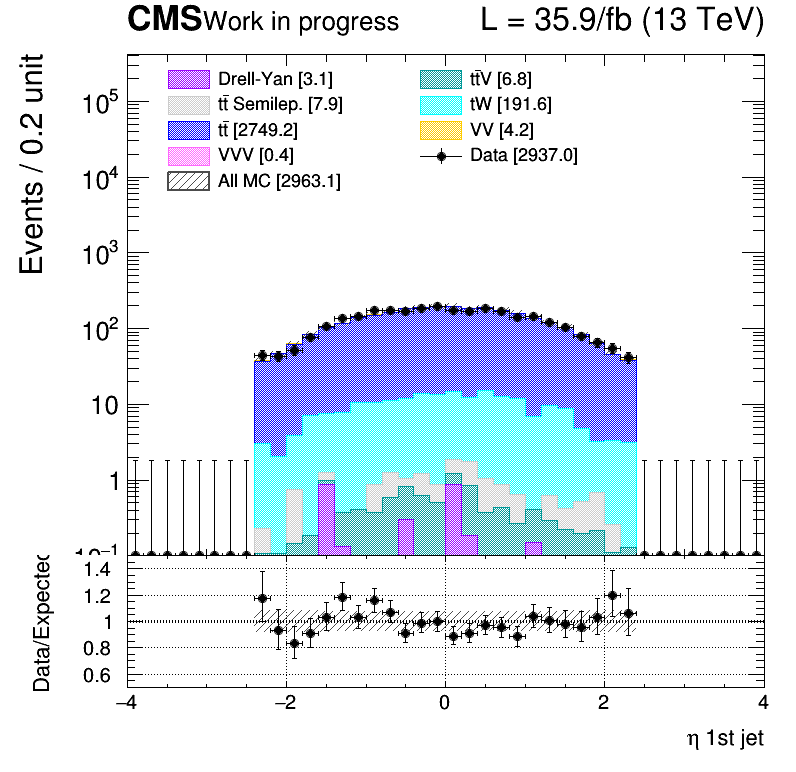 CMS Work in progress L = 35.9/fb (13 TeV)
Events / 0.2 unit
10⁵
10⁴
10³
10²
10
1
10⁻¹
Drell-Yan [3.1]
tt̄ Semilep. [7.9]
tt̄ [2749.2]
VVV [0.4]
All MC [2963.1]
tt̄V [6.8]
tW [191.6]
VV [4.2]
Data [2937.0]
Data/Expected
1.4
1.2
1
0.8
0.6
−4 −2 0 2 4
η 1st jet